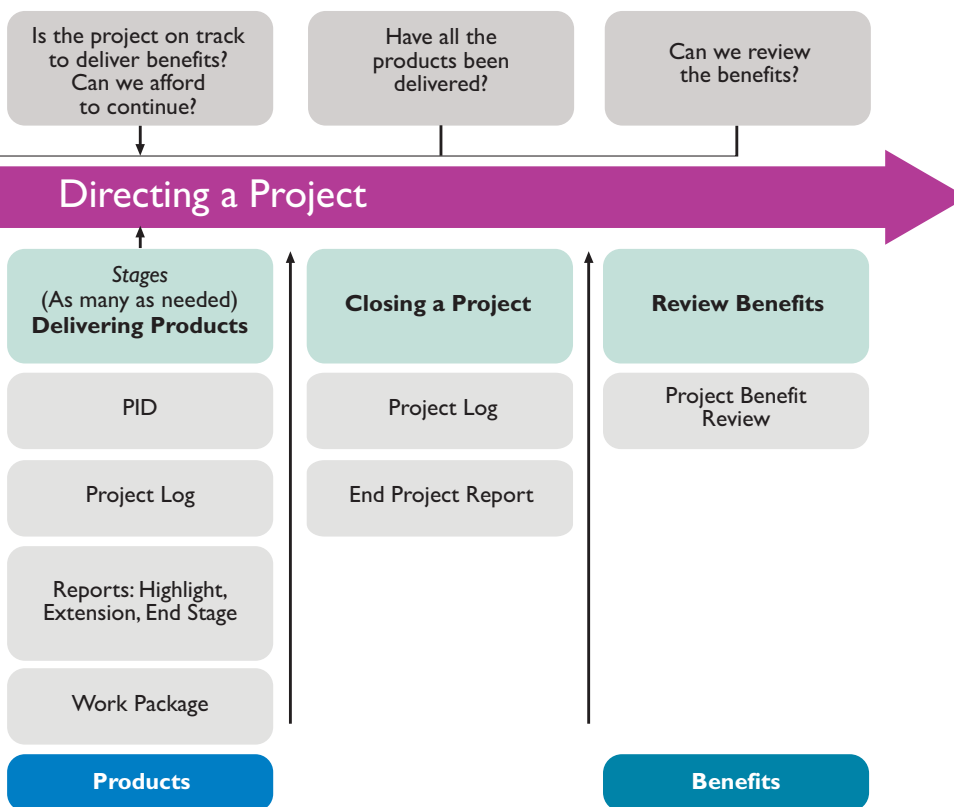 Is the project on track
to deliver benefits?
Can we afford
to continue?
Have all the
products been
delivered?
Can we review
the benefits?
Directing a Project
Stages
(As many as needed)
Delivering Products
Closing a Project
Review Benefits
PID
Project Log
Project Benefit
Review
Project Log
End Project Report
Reports: Highlight,
Extension, End Stage
Work Package
Products
Benefits